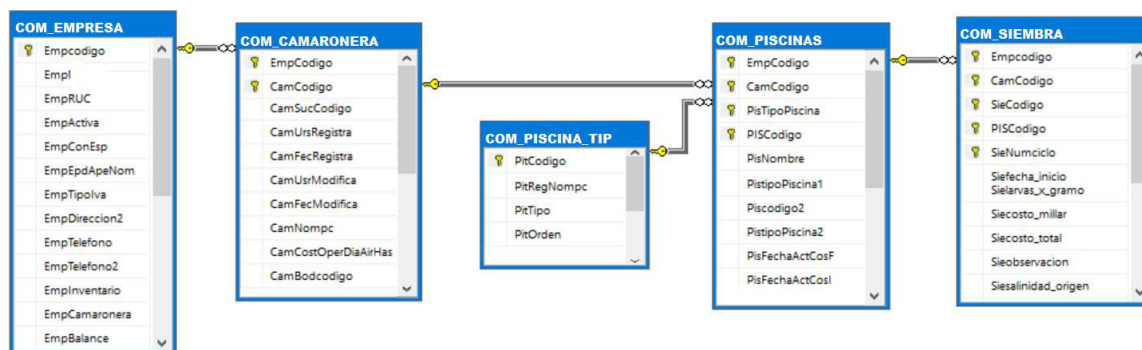 COM_EMPRESA
Empcodigo
Empl
EmpRUC
EmpActiva
EmpConEsp
EmpEpdApeNom
EmpTipoIva
EmpDireccion2
EmpTelefono
EmpTelefono2
EmpInventario
EmpCamaronera
EmpBalance
COM_CAMARONERA
EmpCodigo
CamCodigo
CamSucCodigo
CamUrsRegistra
CamFecRegistra
CamUsrModifica
CamFecModifica
CamNompc
CamCostOperDiaAirHas
CamBodcodigo
COM_PISCINA_TIP
PitCodigo
PitRegNompc
PitTipo
PitOrden
COM_PISCINAS
EmpCodigo
CamCodigo
PisTipoPiscina
PISCodigo
PisNombre
PistipoPiscina1
Piscodigo2
PistipoPiscina2
PisFechaActCosF
PisFechaActCosI
COM_SIEMBRA
Empcodigo
CamCodigo
SieCodigo
PISCodigo
SieNumciclo
Siefecha_inicio
Sielarvas_x_gramo
Siecosto_millar
Siecosto_total
Sieobservacion
Siesalinidad_origen